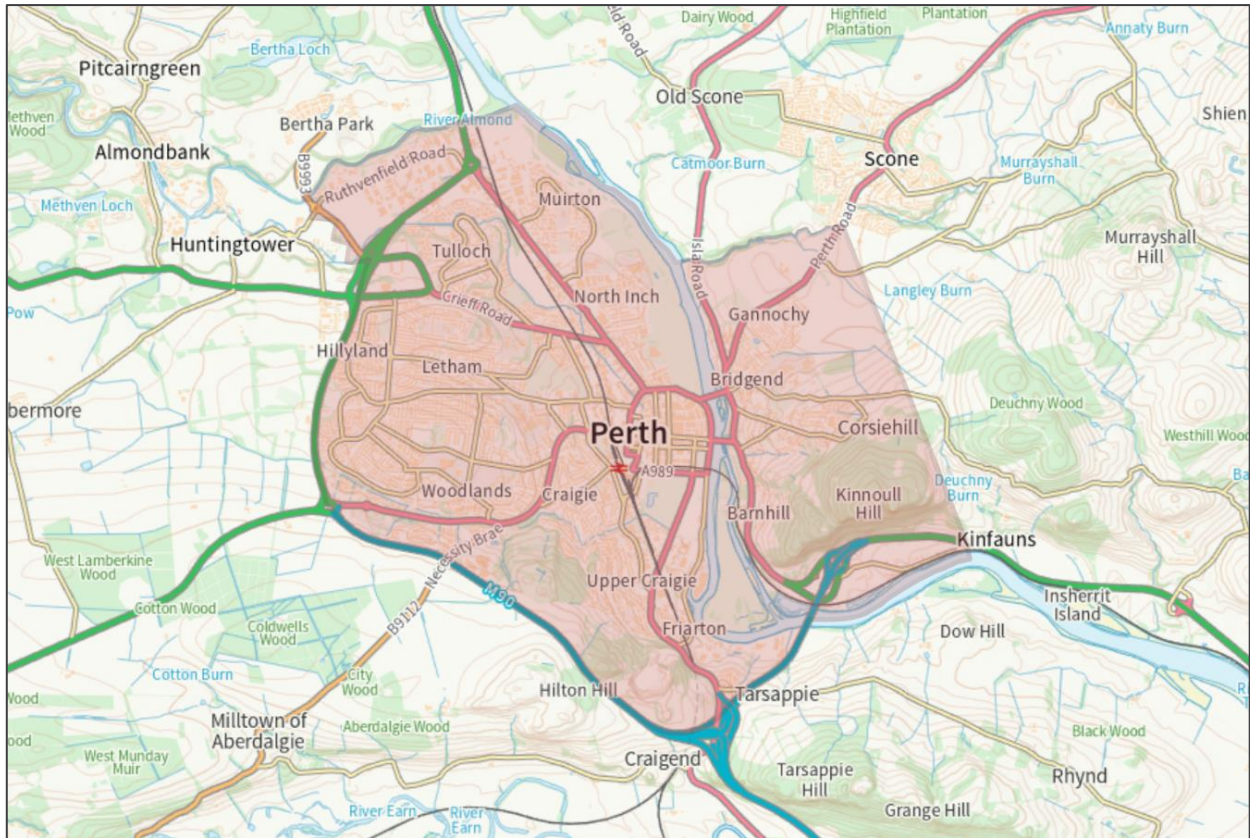 Dairy Wood
Highfield
Plantation
Plantation
Annaty Burn
eld Road
Bertha Loch
Pitcairngreen
Old Scone
Methven
Wood
Bertha Park
River Almond
Shien
Almondbank
B9993
Ruthvenfield Road
Catmoor Burn
Scone
Murrayshall
Burn
Methven Loch
Muirton
Huntingtower
Tulloch
Isla Road
Perth Road
Murrayshall
Hill
Pow
Crieff Road
North Inch
Gannochy
Langley Burn
Hillyland
Letham
Bridgend
bermore
Deuchny Wood
Perth
Corsiehill
Westhill Wood
A989
Woodlands
Craigie
Barnhill
Kinnoull
Hill
Deuchny
Burn
Ba
Necessity Brae
Kinfauns
West Lamberkine
Wood
M90
Upper Craigie
Cotton Wood
Insherrit
Island
B9112
Coldwells
Wood
Friarton
Dow Hill
Cotton Burn
City
Wood
Hilton Hill
Tarsappie
Wood
R
Milltown of
Aberdalgie
Aberdalgie Wood
ood
Black Wood
West Munday
Muir
Craigend
Tarsappie
Hill
Rhynd
River Earn
River
Earn
Grange Hill